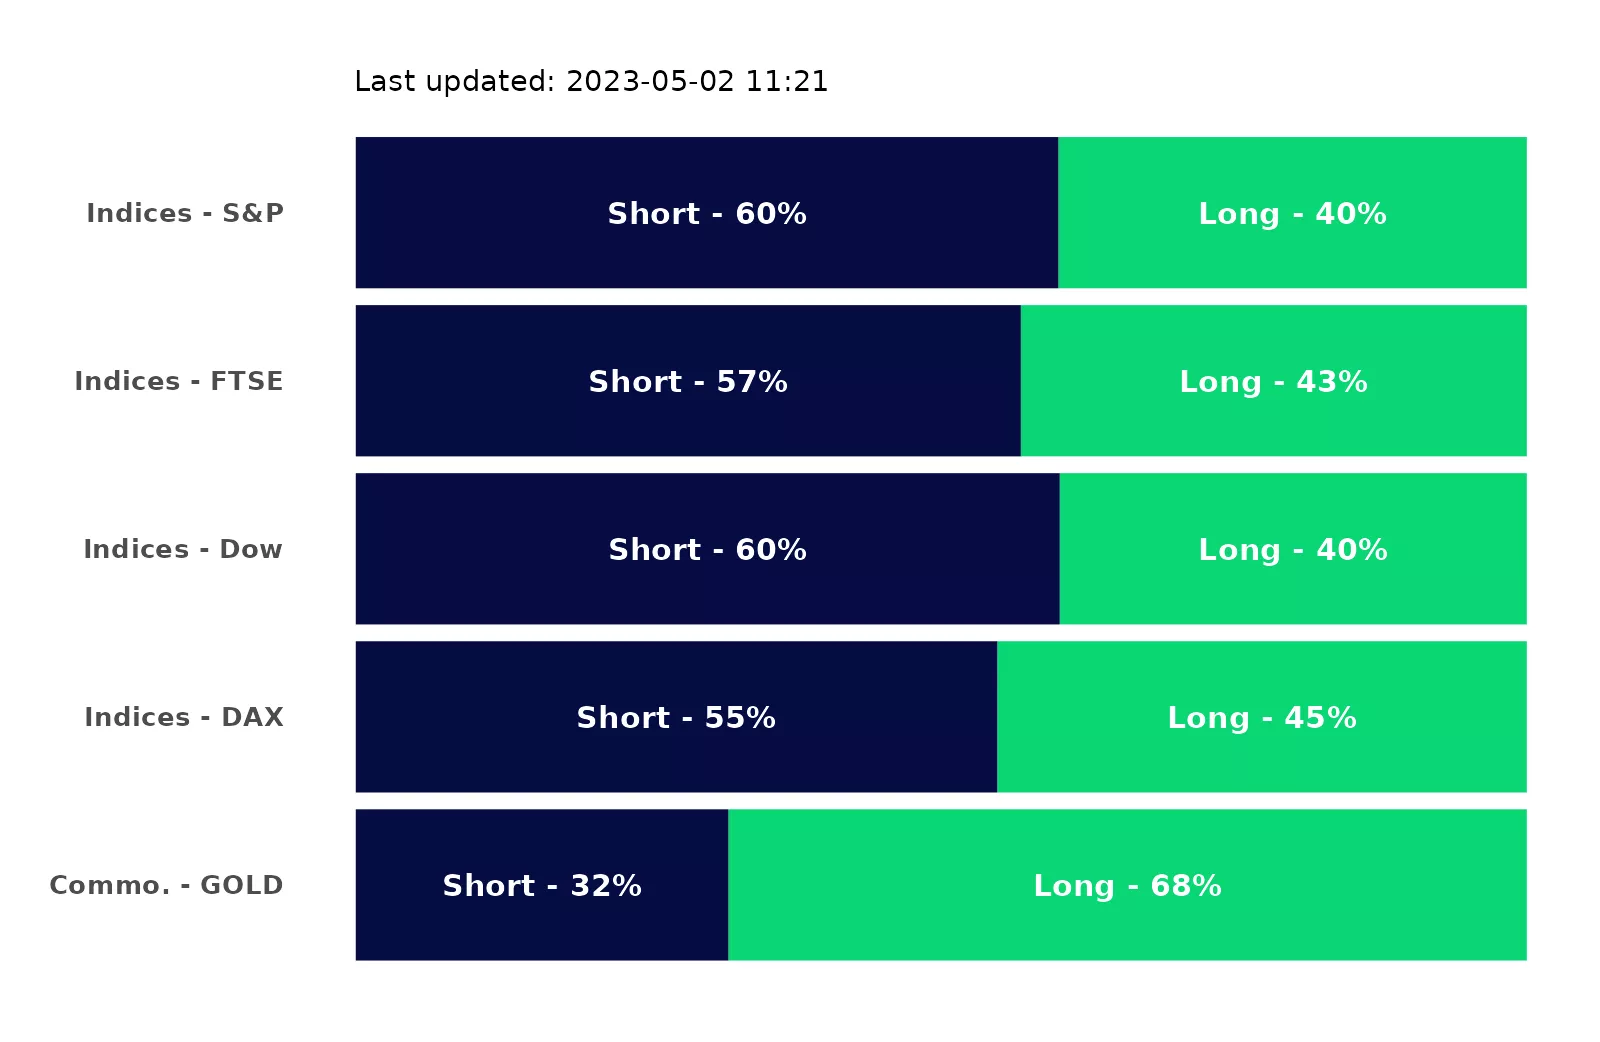 Last updated: 2023-05-02 11:21
Indices - S&P Short - 60% Long - 40%
Indices - FTSE Short - 57% Long - 43%
Indices - Dow Short - 60% Long - 40%
Indices - DAX Short - 55% Long - 45%
Commo. - GOLD Short - 32% Long - 68%